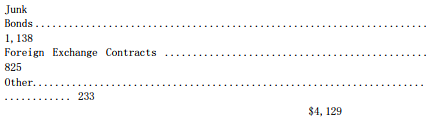 Junk
Bonds......................................................................
1,138
Foreign Exchange Contracts ...............................................
825
Other......................................................................
............ 233
$4,129